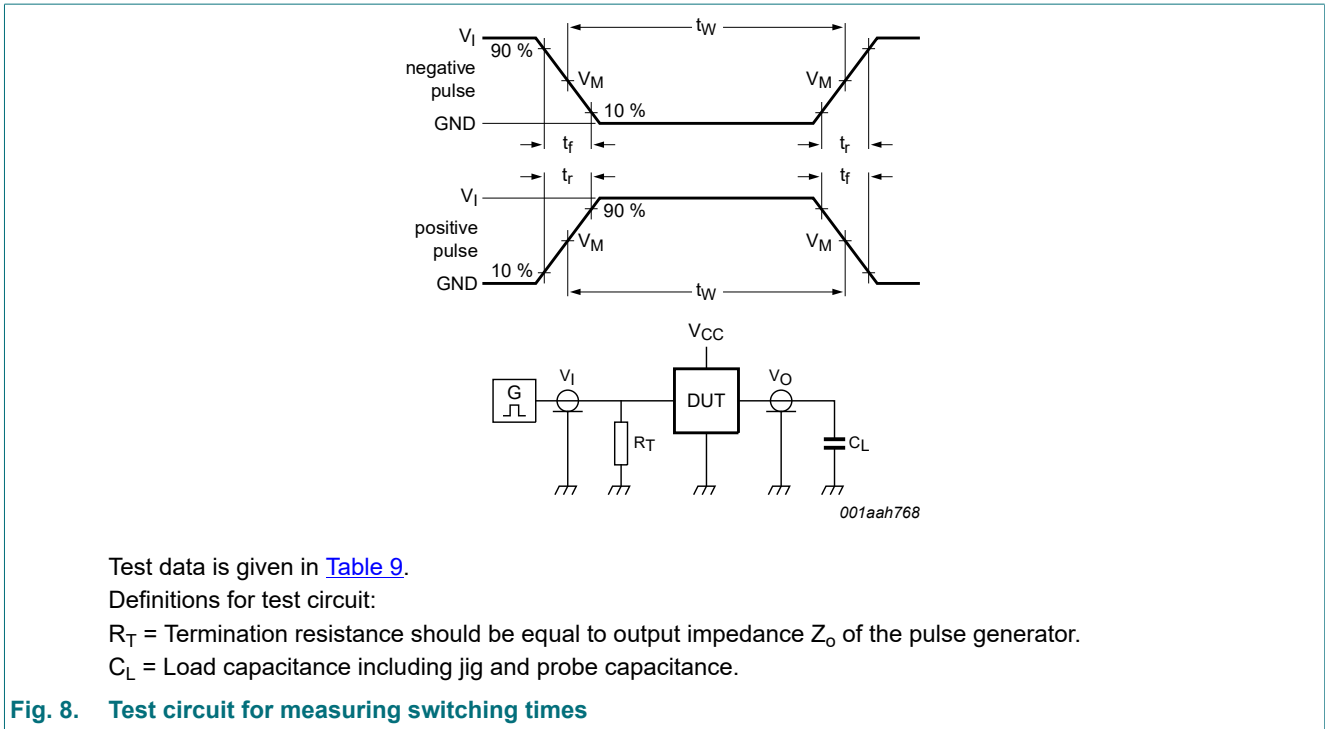 tW
VI
90 %
negative
pulse
VM
VM
10 %
GND
tf
tr
tr
tf
VI
90 %
positive
pulse
VM
VM
10 %
GND
tW
VCC
VI
VO
G
DUT
RT
CL
001aah768
Test data is given in Table 9.
Definitions for test circuit:
RT = Termination resistance should be equal to output impedance Zo of the pulse generator.
CL = Load capacitance including jig and probe capacitance.
Fig. 8. Test circuit for measuring switching times